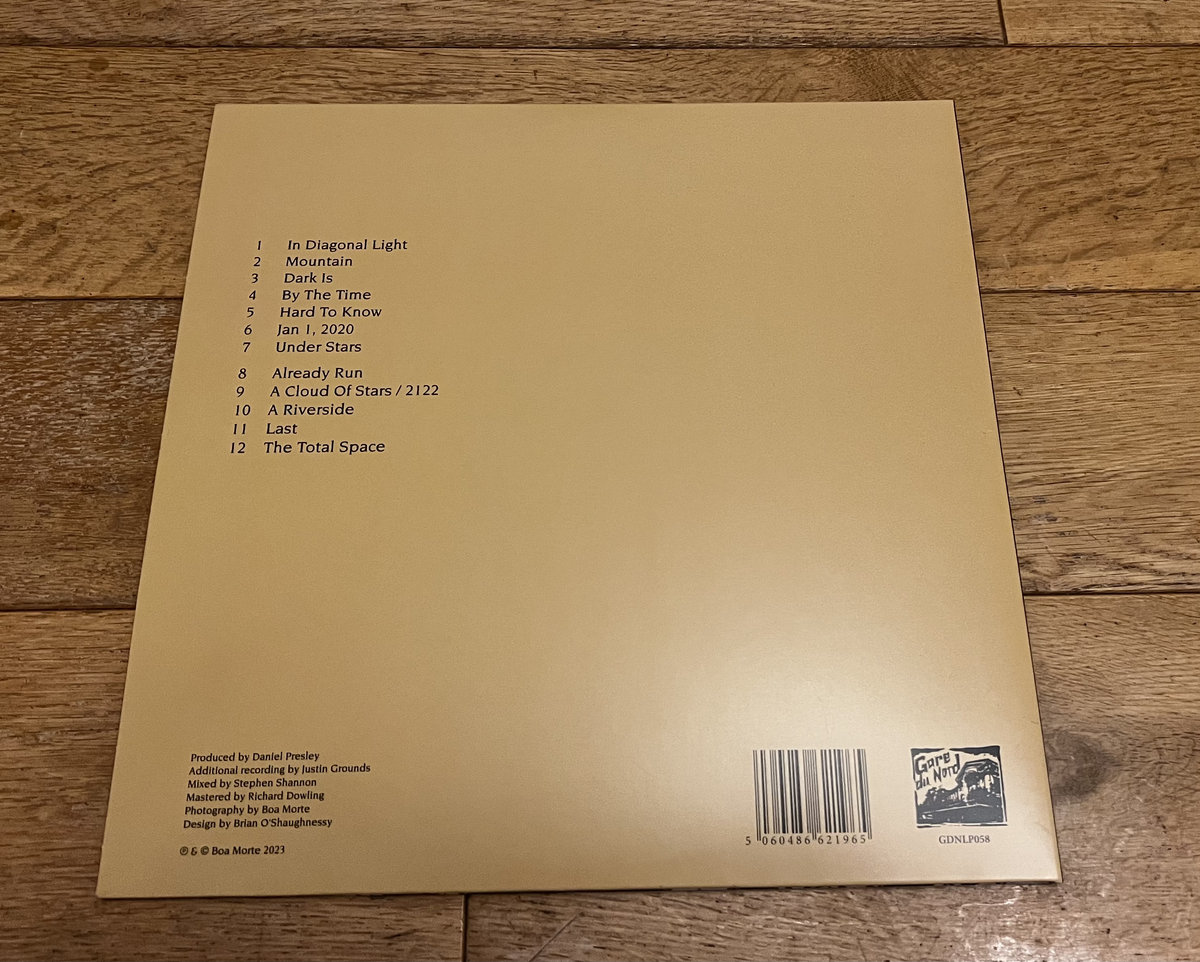 1 In Diagonal Light
2 Mountain
3 Dark Is
4 By The Time
5 Hard To Know
6 Jan 1, 2020
7 Under Stars
8 Already Run
9 A Cloud Of Stars / 2122
10 A Riverside
11 Last
12 The Total Space
Produced by Daniel Presley
Additional recording by Justin Grounds
Mixed by Stephen Shannon
Mastered by Richard Dowling
Photography by Boa Morte
Design by Brian O'Shaughnessy
℗ & © Boa Morte 2023
5 060486 621965
Gare
du Nord
GDNLP058